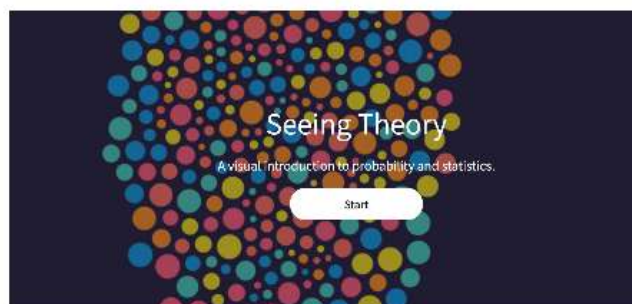 Seeing Theory
A visual introduction to probability and statistics.
Start